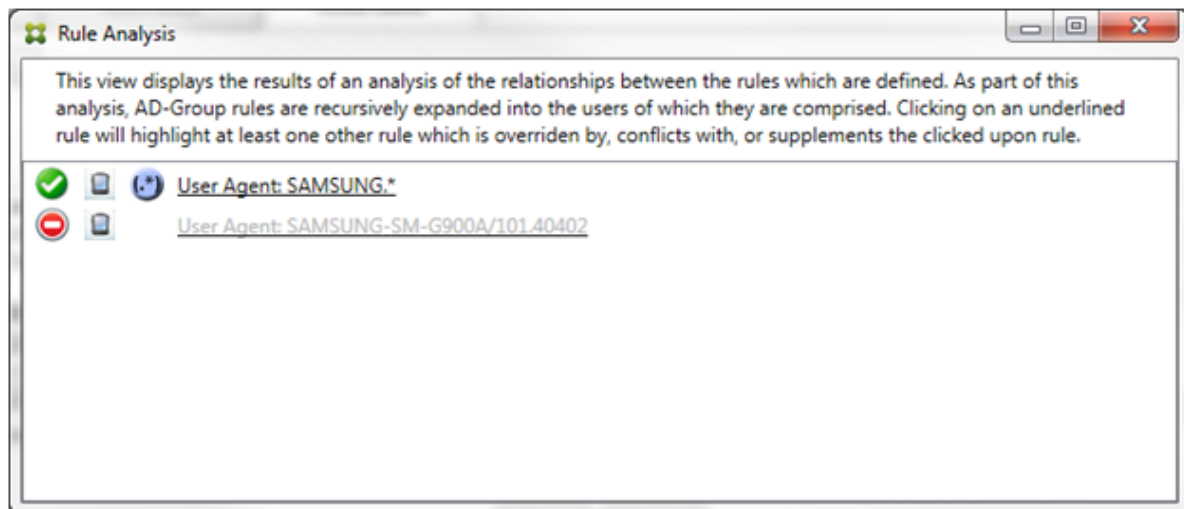 Rule Analysis
This view displays the results of an analysis of the relationships between the rules which are defined. As part of this
analysis, AD-Group rules are recursively expanded into the users of which they are comprised. Clicking on an underlined
rule will highlight at least one other rule which is overriden by, conflicts with, or supplements the clicked upon rule.
(.*) User Agent: SAMSUNG.*
User Agent: SAMSUNG-SM-G900A/101.40402